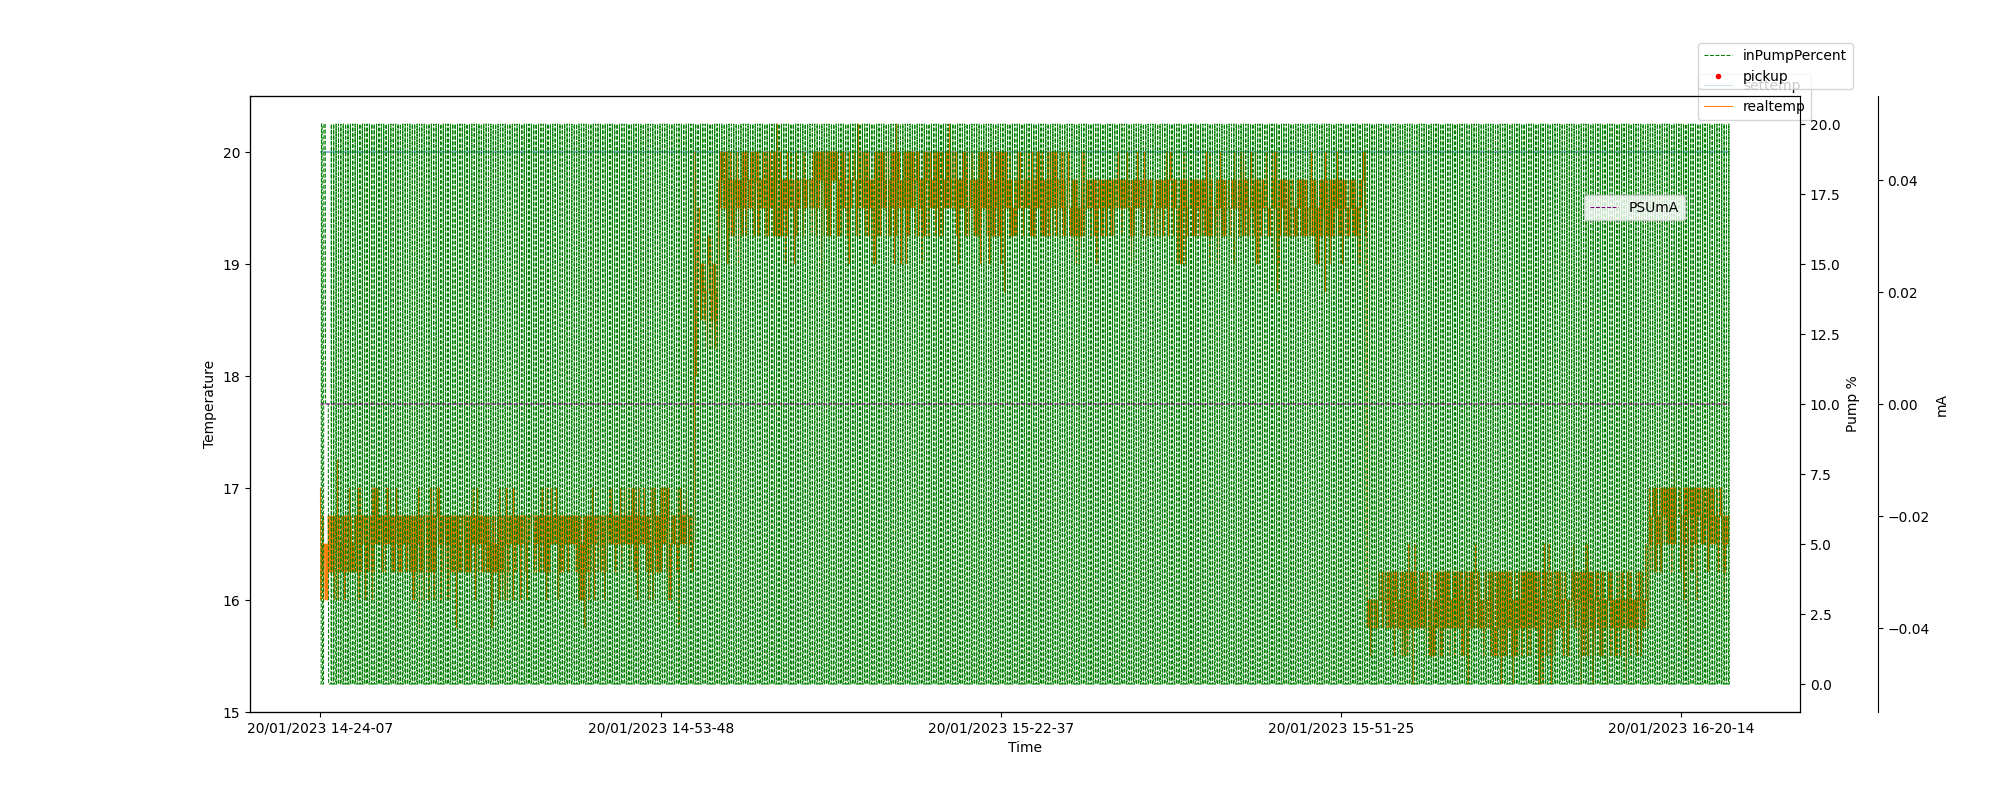 inPumpPercent
pickup
settemp
realtemp
PSUmA
20
19
18
17
16
15
Temperature
20.0
17.5
15.0
12.5
10.0
7.5
5.0
2.5
0.0
Pump %
0.04
0.02
0.00
−0.02
−0.04
mA
20/01/2023 14-24-07
20/01/2023 14-53-48
20/01/2023 15-22-37
20/01/2023 15-51-25
20/01/2023 16-20-14
Time